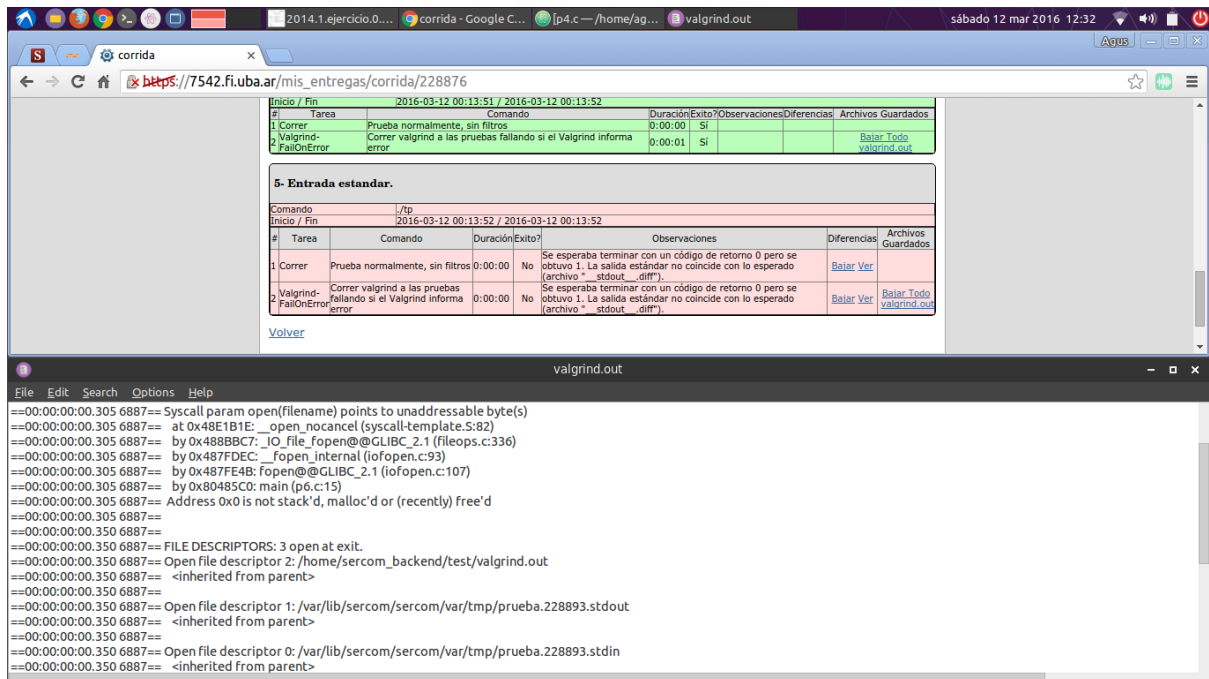 2014.1.ejercicio.0.... corrida - Google C... [p4.c — /home/ag... valgrind.out sábado 12 mar 2016 12:32
S corrida × Agus
https://7542.fi.uba.ar/mis_entregas/corrida/228876
Inicio / Fin 2016-03-12 00:13:51 / 2016-03-12 00:13:52
# Tarea Comando Duración Exito? Observaciones Diferencias Archivos Guardados
1 Correr Prueba normalmente, sin filtros 0:00:00 Sí
2 Valgrind-FailOnError Correr valgrind a las pruebas fallando si el Valgrind informa error 0:00:01 Sí Bajar Todo valgrind.out
5- Entrada estandar.
Comando ./tp
Inicio / Fin 2016-03-12 00:13:52 / 2016-03-12 00:13:52
# Tarea Comando Duración Exito? Observaciones Diferencias Archivos Guardados
1 Correr Prueba normalmente, sin filtros 0:00:00 No Se esperaba terminar con un código de retorno 0 pero se obtuvo 1. La salida estándar no coincide con lo esperado (archivo "__stdout__.diff"). Bajar Ver
2 Valgrind-FailOnError Correr valgrind a las pruebas fallando si el Valgrind informa error 0:00:00 No Se esperaba terminar con un código de retorno 0 pero se obtuvo 1. La salida estándar no coincide con lo esperado (archivo "__stdout__.diff"). Bajar Ver Bajar Todo valgrind.out
Volver
valgrind.out
File Edit Search Options Help
==00:00:00:00.305 6887== Syscall param open(filename) points to unaddressable byte(s)
==00:00:00:00.305 6887== at 0x48E1B1E: __open_nocancel (syscall-template.S:82)
==00:00:00:00.305 6887== by 0x488BBC7: _IO_file_fopen@@GLIBC_2.1 (fileops.c:336)
==00:00:00:00.305 6887== by 0x487FDEC: __fopen_internal (iofopen.c:93)
==00:00:00:00.305 6887== by 0x487FE4B: fopen@@GLIBC_2.1 (iofopen.c:107)
==00:00:00:00.305 6887== by 0x80485C0: main (p6.c:15)
==00:00:00:00.305 6887== Address 0x0 is not stack'd, malloc'd or (recently) free'd
==00:00:00:00.305 6887==
==00:00:00:00.350 6887==
==00:00:00:00.350 6887== FILE DESCRIPTORS: 3 open at exit.
==00:00:00:00.350 6887== Open file descriptor 2: /home/sercom_backend/test/valgrind.out
==00:00:00:00.350 6887== <inherited from parent>
==00:00:00:00.350 6887==
==00:00:00:00.350 6887== Open file descriptor 1: /var/lib/sercom/sercom/var/tmp/prueba.228893.stdout
==00:00:00:00.350 6887== <inherited from parent>
==00:00:00:00.350 6887==
==00:00:00:00.350 6887== Open file descriptor 0: /var/lib/sercom/sercom/var/tmp/prueba.228893.stdin
==00:00:00:00.350 6887== <inherited from parent>